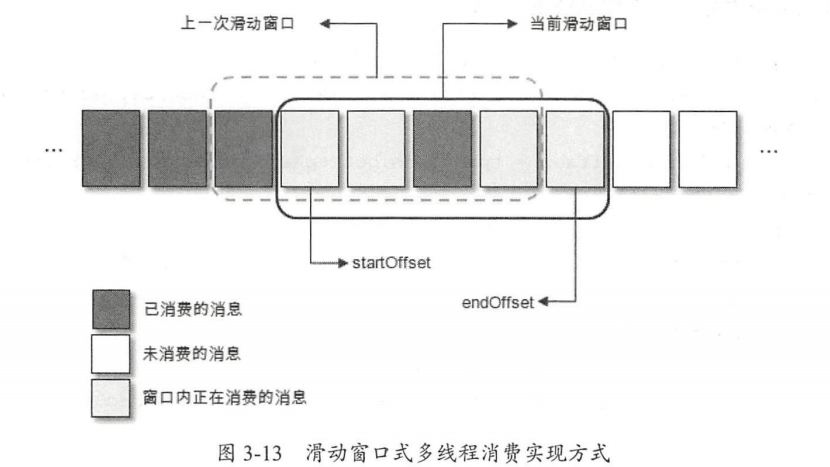 上一次滑动窗口
当前滑动窗口
...
...
startOffset
endOffset
已消费的消息
未消费的消息
窗口内正在消费的消息
图 3-13 滑动窗口式多线程消费实现方式